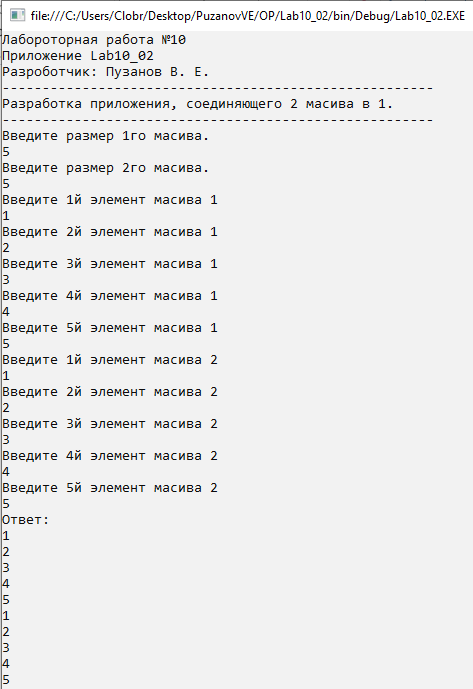 file:///C:/Users/Clobr/Desktop/PuzanovVE/OP/Lab10_02/bin/Debug/Lab10_02.EXE
Лабороторная работа №10
Приложение Lab10_02
Разроботчик: Пузанов В. Е.
------------------------------------------------------
Разработка приложения, соединяющего 2 масива в 1.
------------------------------------------------------
Введите размер 1го масива.
5
Введите размер 2го масива.
5
Введите 1й элемент масива 1
1
Введите 2й элемент масива 1
2
Введите 3й элемент масива 1
3
Введите 4й элемент масива 1
4
Введите 5й элемент масива 1
5
Введите 1й элемент масива 2
1
Введите 2й элемент масива 2
2
Введите 3й элемент масива 2
3
Введите 4й элемент масива 2
4
Введите 5й элемент масива 2
5
Ответ:
1
2
3
4
5
1
2
3
4
5